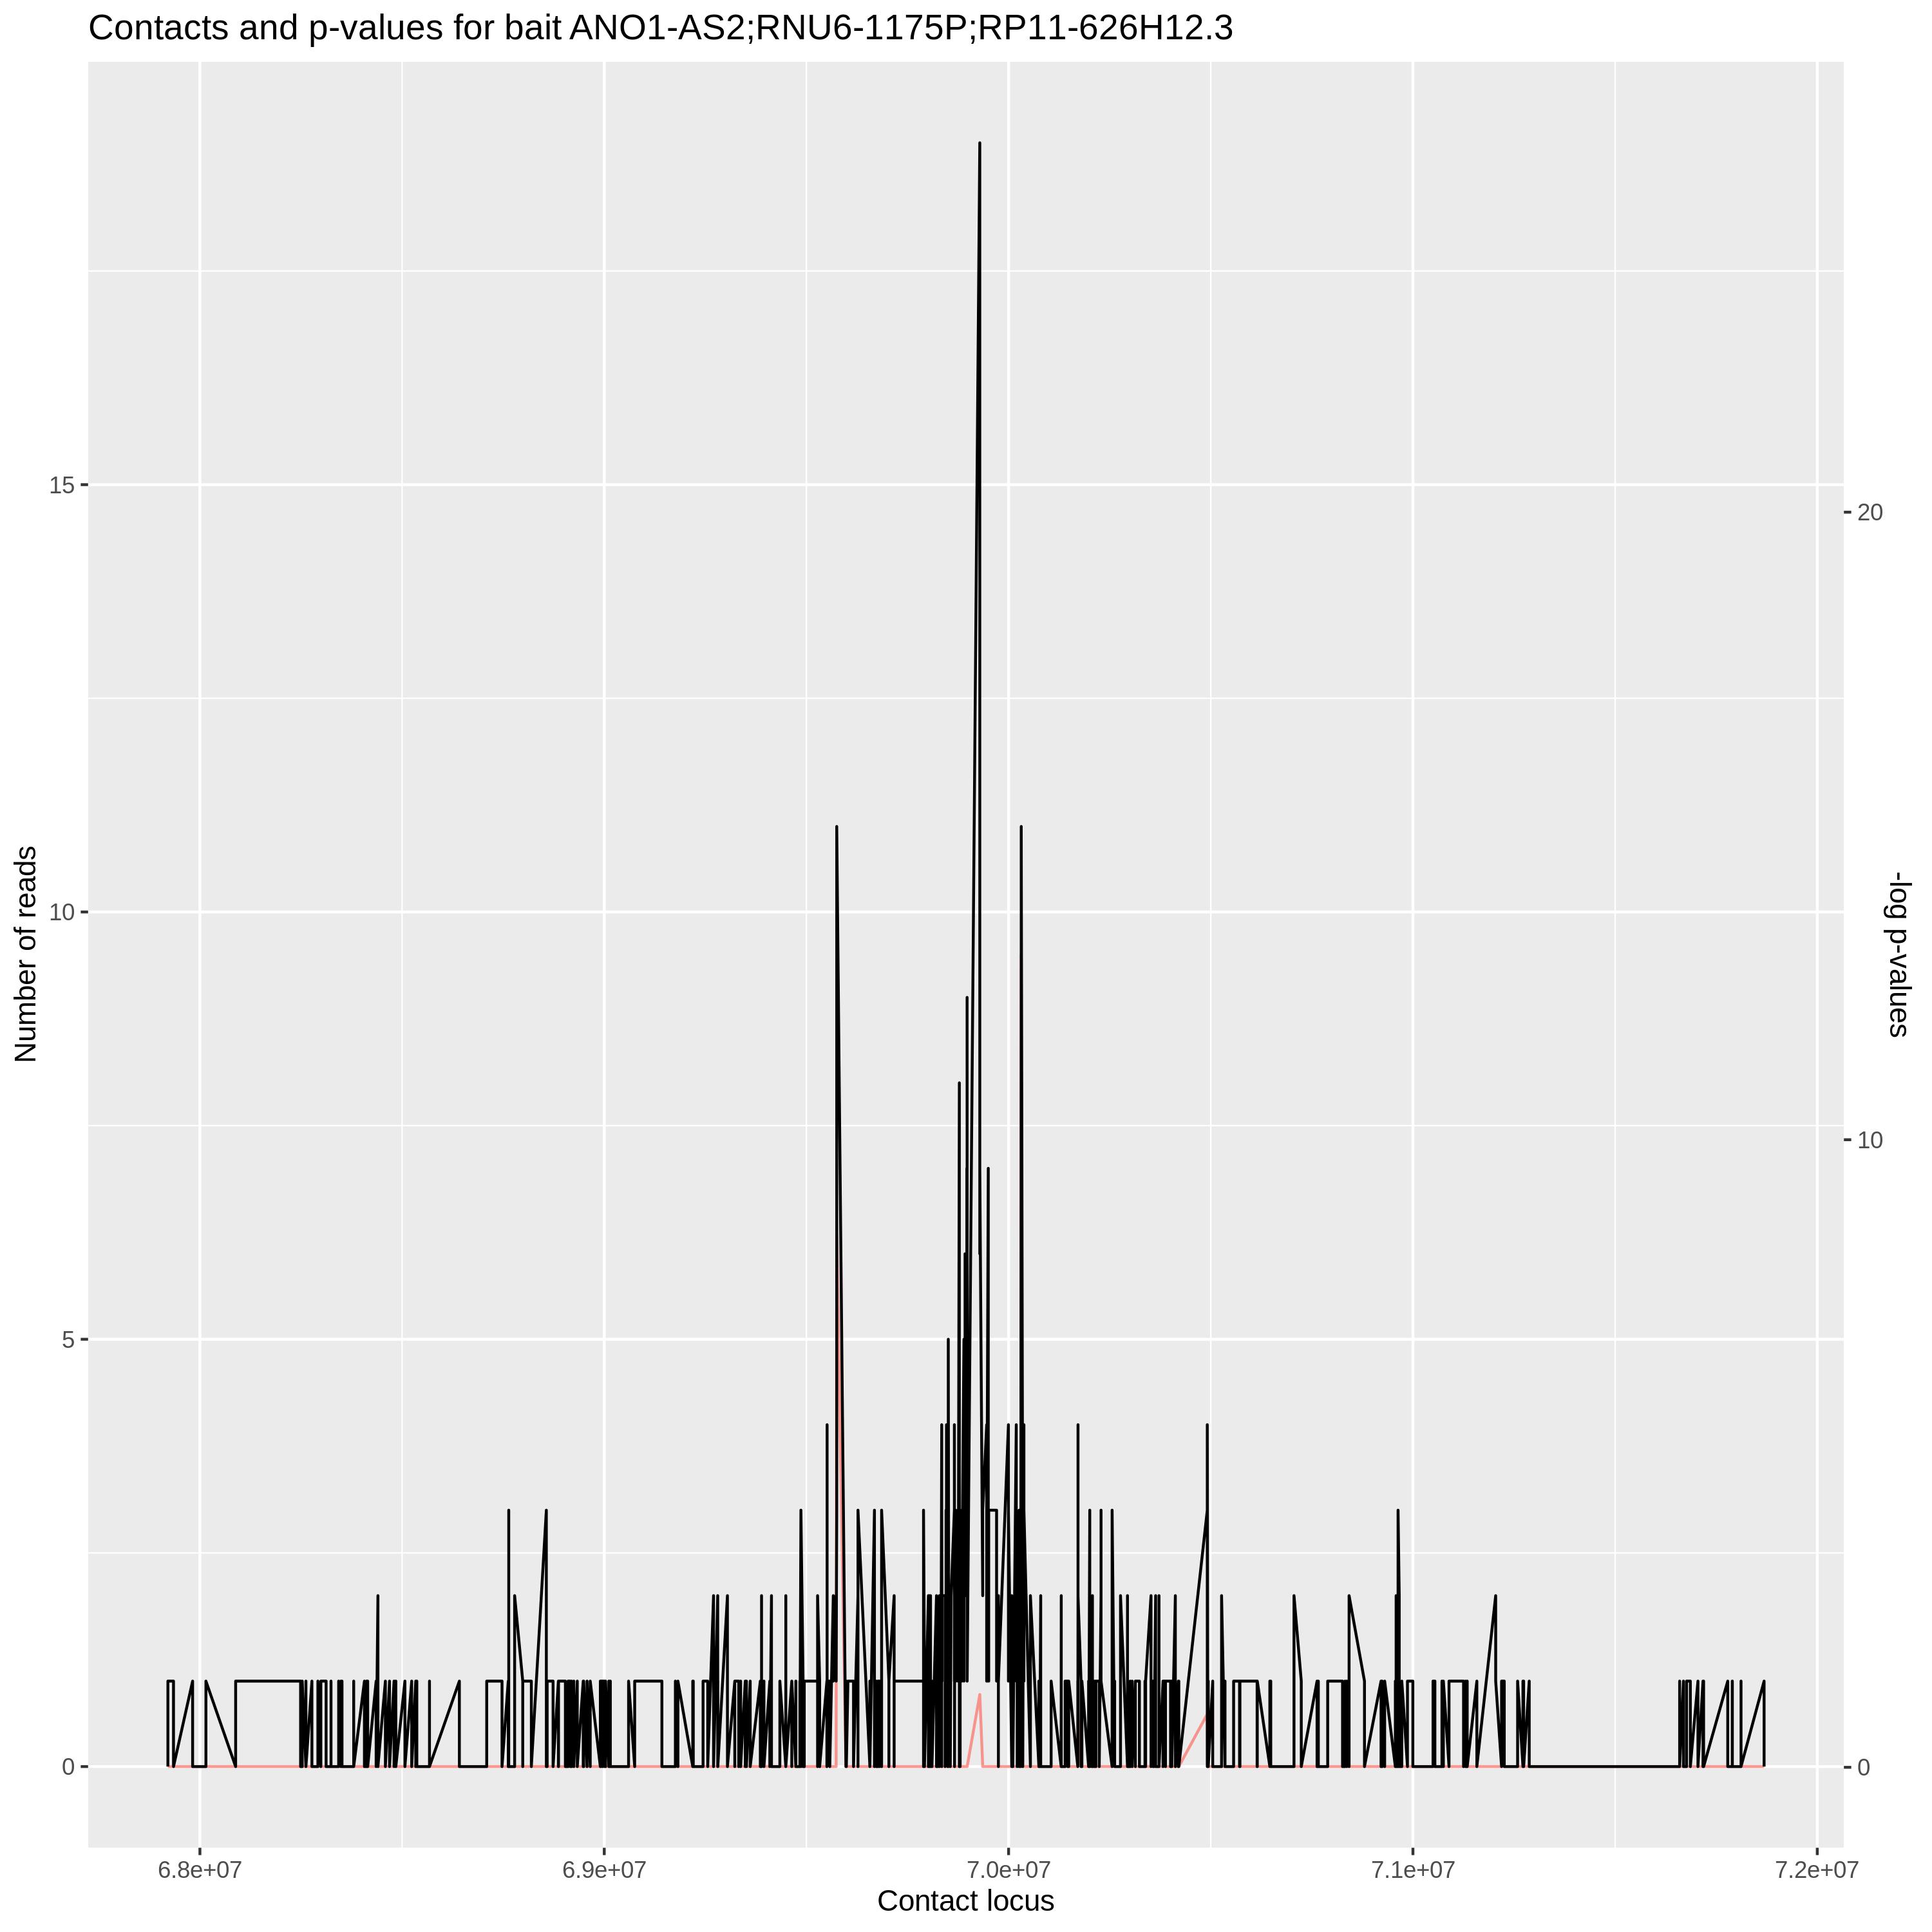 Contacts and p-values for bait ANO1-AS2;RNU6-1175P;RP11-626H12.3
15
10
5
0
Number of reads
20
10
0
-log p-values
6.8e+07 6.9e+07 7.0e+07 7.1e+07 7.2e+07
Contact locus